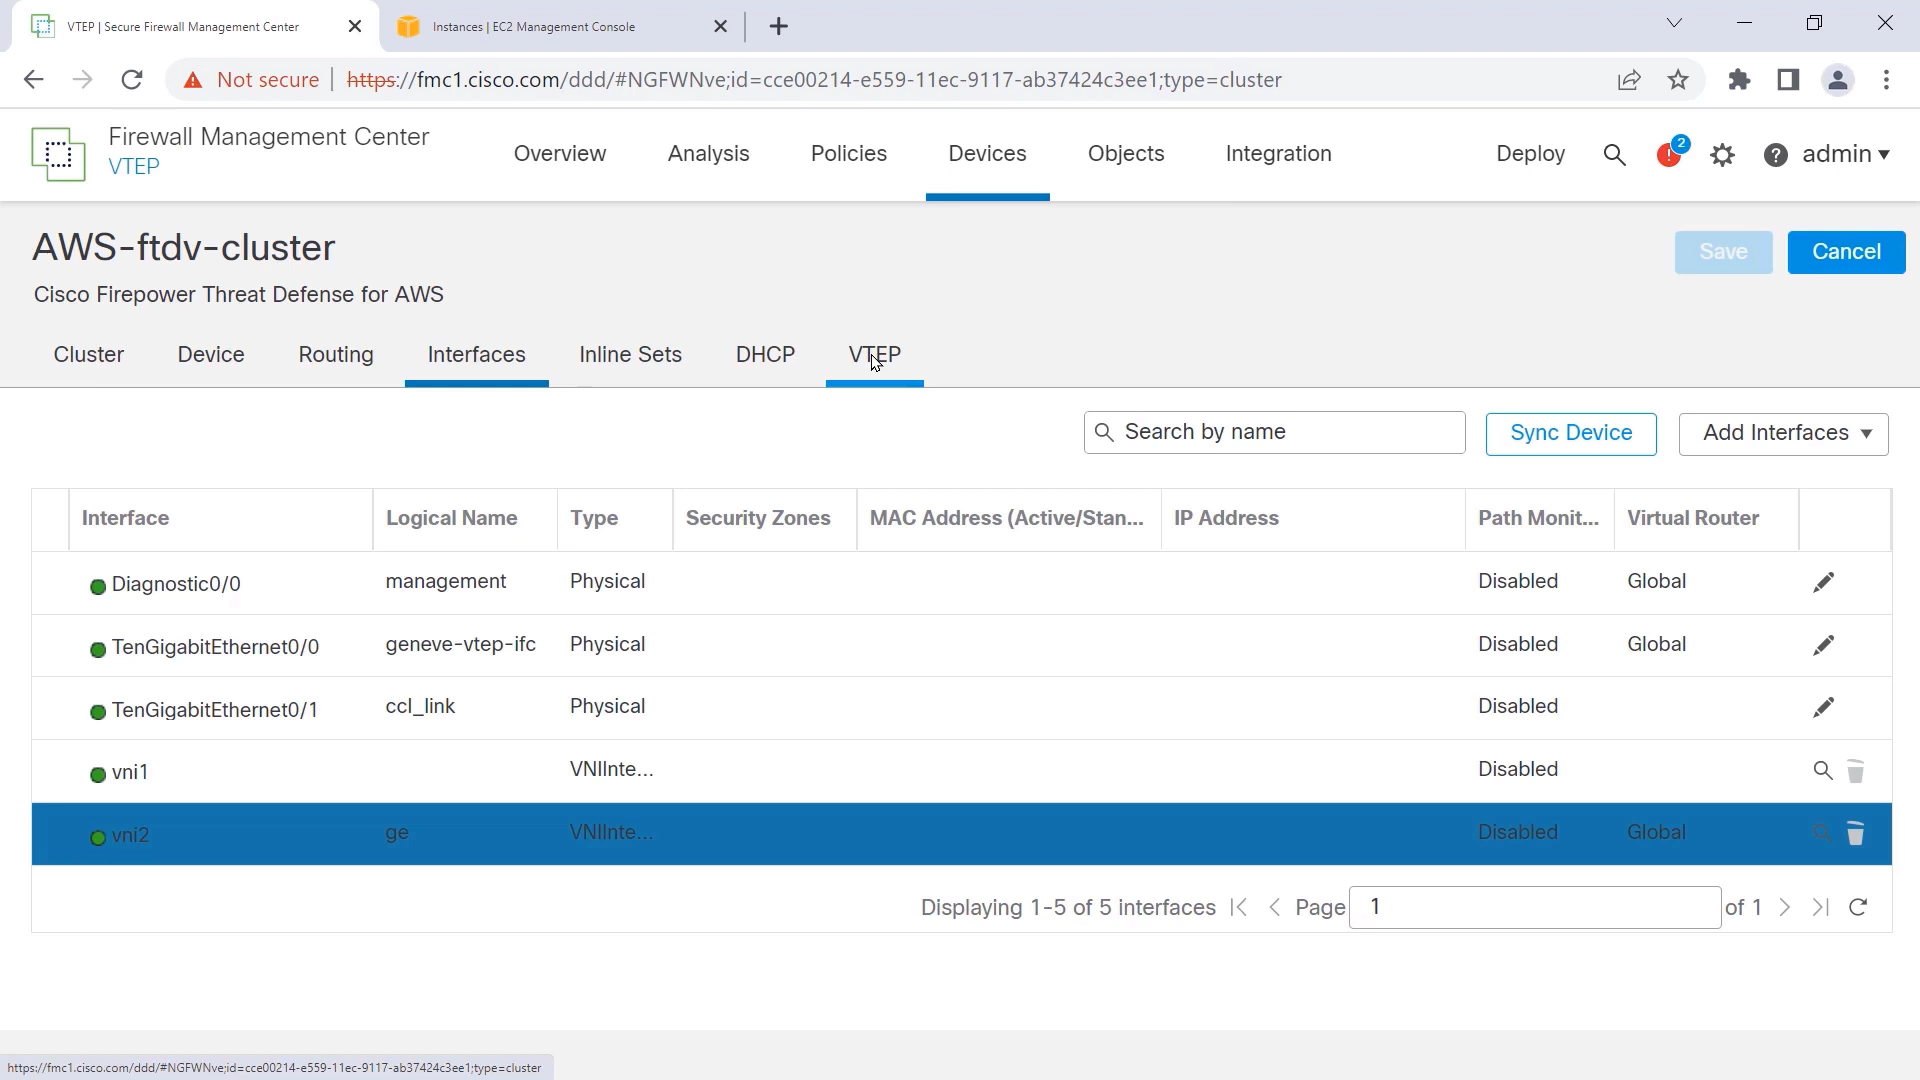 VTEP | Secure Firewall Management Center
Instances | EC2 Management Console
Not secure
https://fmc1.cisco.com/ddd/#NGFWNve;id=cce00214-e559-11ec-9117-ab37424c3ee1;type=cluster
Firewall Management Center
VTEP
Overview Analysis Policies Devices Objects Integration
Deploy 2 admin
AWS-ftdv-cluster
Save Cancel
Cisco Firepower Threat Defense for AWS
Cluster Device Routing Interfaces Inline Sets DHCP VTEP
Search by name Sync Device Add Interfaces
Interface Logical Name Type Security Zones MAC Address (Active/Stan... IP Address Path Monit... Virtual Router
Diagnostic0/0 management Physical Disabled Global
TenGigabitEthernet0/0 geneve-vtep-ifc Physical Disabled Global
TenGigabitEthernet0/1 ccl_link Physical Disabled
vni1 VNIInte... Disabled
vni2 ge VNIInte... Disabled Global
Displaying 1-5 of 5 interfaces Page 1 of 1
https://fmc1.cisco.com/ddd/#NGFWNve;id=cce00214-e559-11ec-9117-ab37424c3ee1;type=cluster